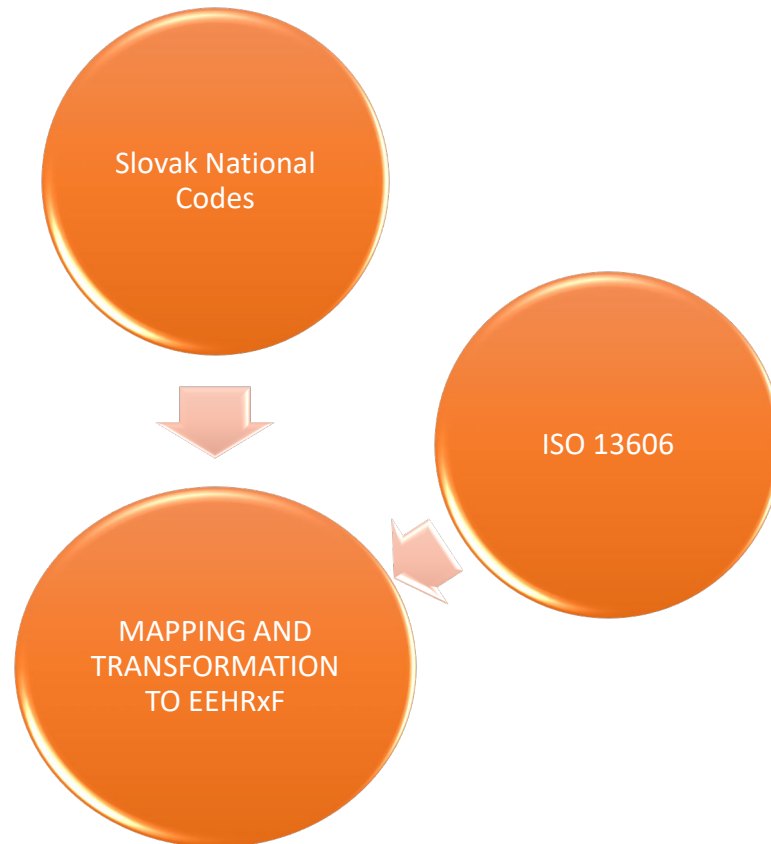 Slovak National
Codes
ISO 13606
MAPPING AND
TRANSFORMATION
TO EEHRxF